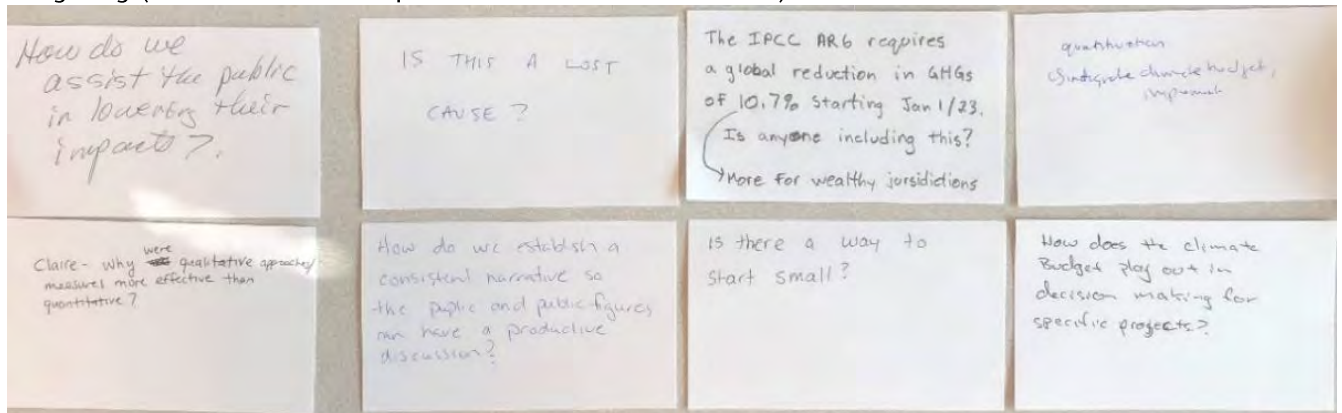 How do we
assist the public
in lowering their
impacts?
IS THIS A LOST
CAUSE?
The IPCC AR6 requires
a global reduction in GHGs
of 10.7% starting Jan 1/23.
Is anyone including this?
More for wealthy jorsidictions
quantification
climate budget,
Claire - why were qualitative approaches/
measures more effective than
quantitative?
How do we establish a
consistent narrative so
the public and public figures
can have a productive
discussion?
is there a way to
start small?
How does the climate
Budget play out in
decision making for
specific projects?